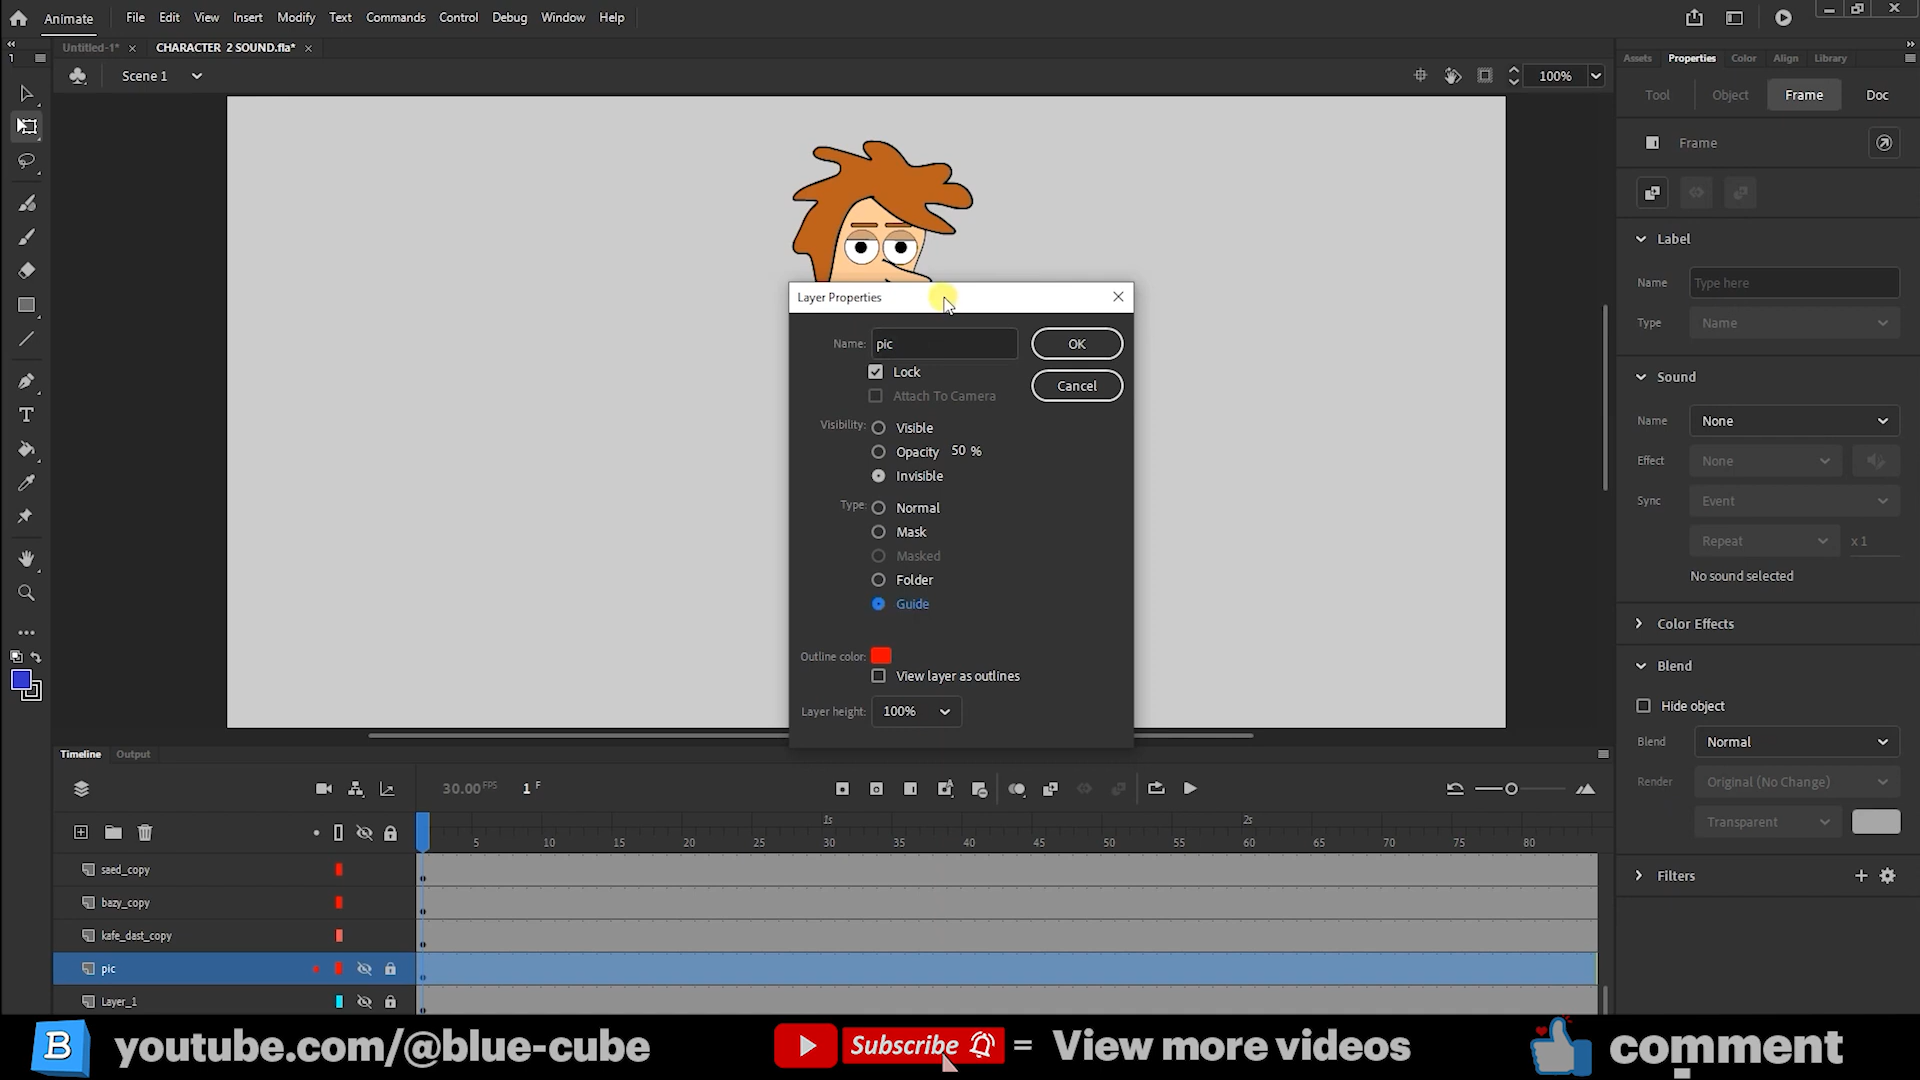 Animate File Edit View Insert Modify Text Commands Control Debug Window Help
Untitled-1* × CHARACTER 2 SOUND.fla* ×
1
Scene 1
100%
Assets Properties Color Align Library
Tool Object Frame Doc
Frame
Label
Name Type here
Type Name
Sound
Name None
Effect None
Sync Event
Repeat x 1
No sound selected
Color Effects
Blend
Hide object
Blend Normal
Render Original (No Change)
Transparent
Filters
Layer Properties
Name: pic OK
Lock
Cancel
Attach To Camera
Visibility: Visible
Opacity 50 %
Invisible
Type: Normal
Mask
Masked
Folder
Guide
Outline color:
View layer as outlines
Layer height: 100%
T
Timeline Output
30.00 FPS 1 F
1s 2s
5 10 15 20 25 30 35 40 45 50 55 60 65 70 75 80
saed_copy
bazy_copy
kafe_dast_copy
pic
Layer_1
B youtube.com/@blue-cube Subscribe = View more videos comment